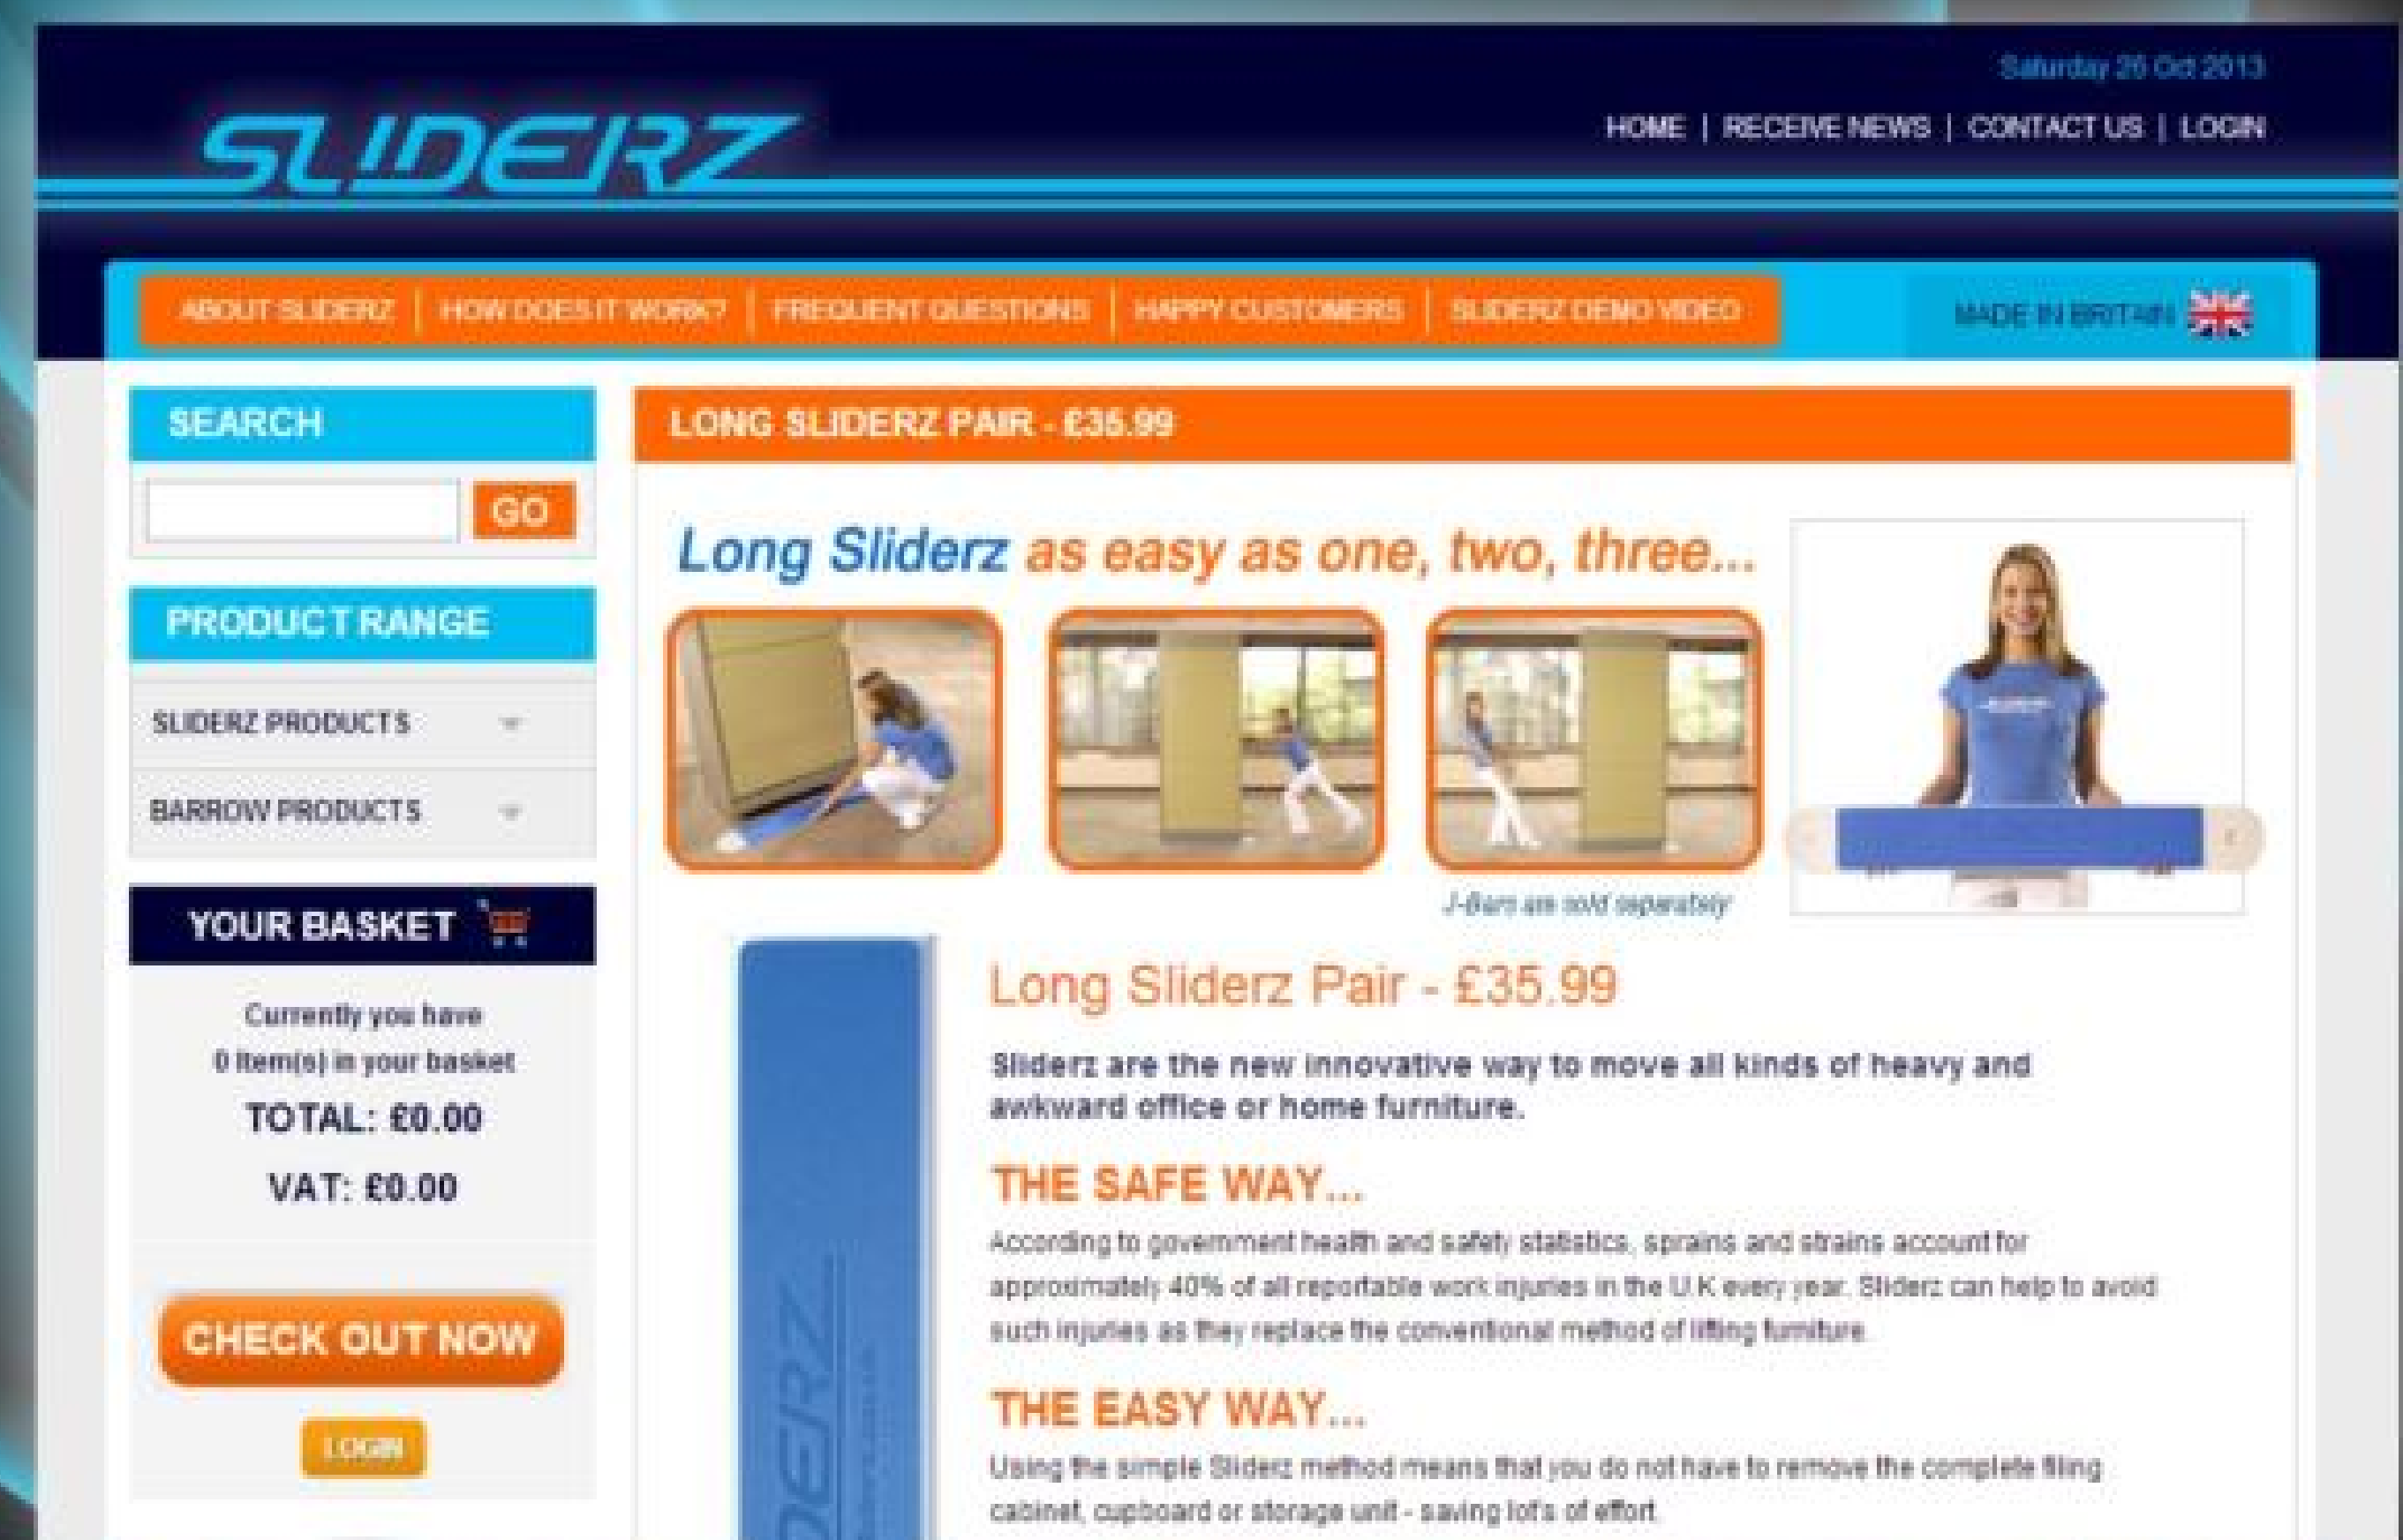 Saturday 26 Oct 2013
HOME | RECEIVE NEWS | CONTACT US | LOGIN
SLIDERZ
ABOUT SLIDERZ | HOW DOES IT WORK? | FREQUENT QUESTIONS | HAPPY CUSTOMERS | SLIDERZ DEMO VIDEO
MADE IN BRITAIN
SEARCH
GO
PRODUCT RANGE
SLIDERZ PRODUCTS
BARROW PRODUCTS
YOUR BASKET
Currently you have
0 Item(s) in your basket
TOTAL: £0.00
VAT: £0.00
CHECK OUT NOW
LOGIN
LONG SLIDERZ PAIR - £35.99
Long Sliderz as easy as one, two, three...
J-Bars are sold separately
DERZ
Long Sliderz Pair - £35.99
Sliderz are the new innovative way to move all kinds of heavy and
awkward office or home furniture.
THE SAFE WAY...
According to government health and safety statistics, sprains and strains account for
approximately 40% of all reportable work injuries in the U.K every year. Sliderz can help to avoid
such injuries as they replace the conventional method of lifting furniture.
THE EASY WAY...
Using the simple Sliderz method means that you do not have to remove the complete filing
cabinet, cupboard or storage unit - saving lot's of effort.